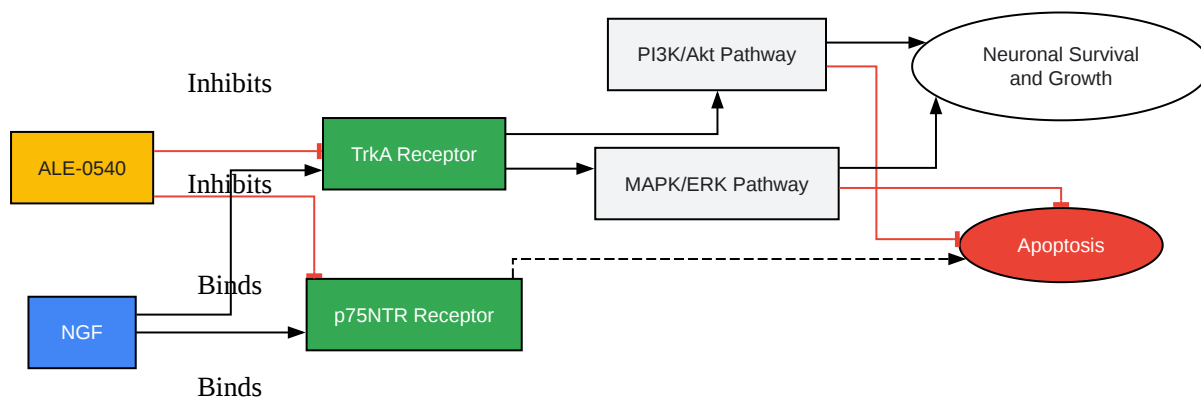 PI3K/Akt Pathway
Neuronal Survival
and Growth
Inhibits
ALE-0540
TrkA Receptor
Inhibits
MAPK/ERK Pathway
Apoptosis
Binds
NGF
p75NTR Receptor
Binds